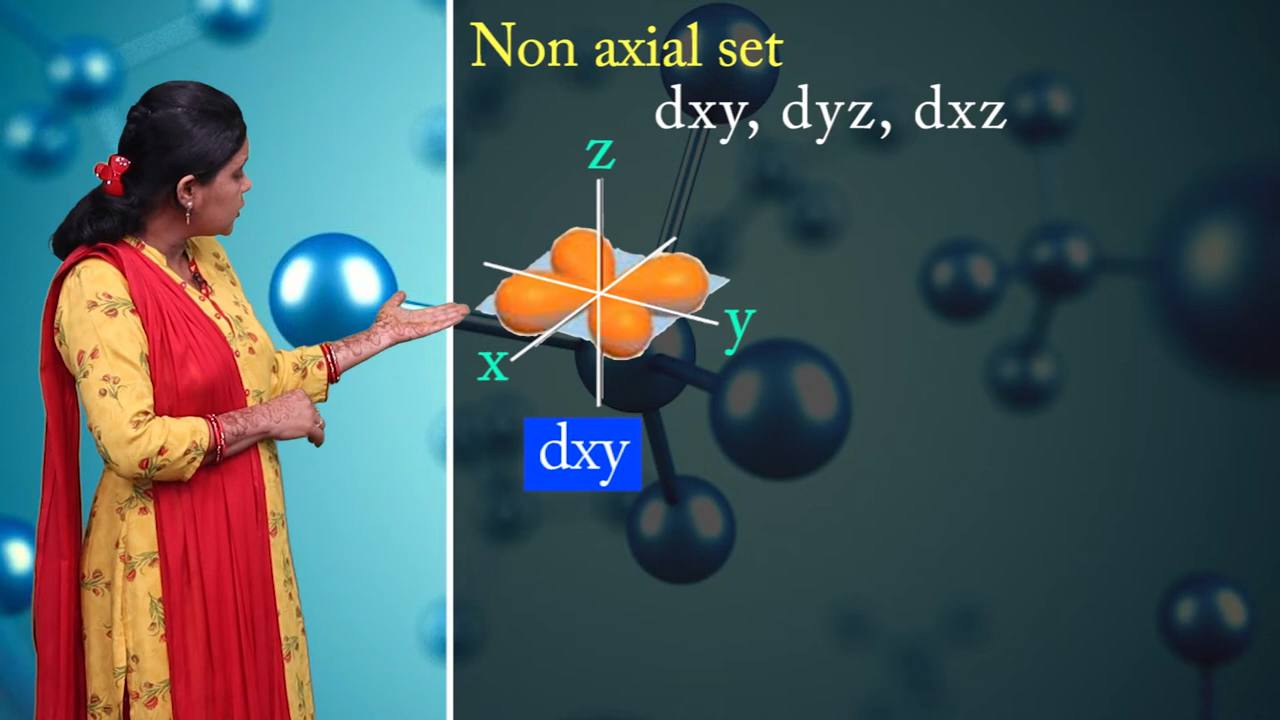 Non axial set
dxy, dyz, dxz
z
y
x
dxy